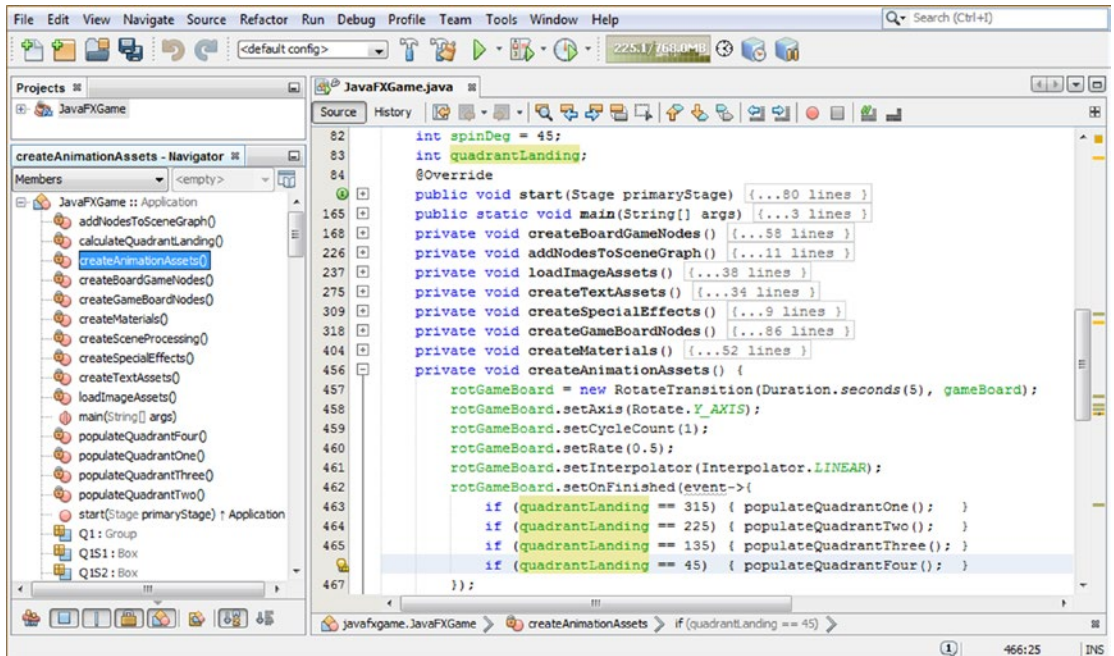 File Edit View Navigate Source Refactor Run Debug Profile Team Tools Window Help
Search (Ctrl+I)
<default config>
225.1/768.0MB
Projects
JavaFXGame
createAnimationAssets - Navigator
Members
<empty>
JavaFXGame :: Application
addNodesToSceneGraph()
calculateQuadrantLanding()
createAnimationAssets()
createBoardGameNodes()
createGameBoardNodes()
createMaterials()
createSceneProcessing()
createSpecialEffects()
createTextAssets()
loadImageAssets()
main(String[] args)
populateQuadrantFour()
populateQuadrantOne()
populateQuadrantThree()
populateQuadrantTwo()
start(Stage primaryStage) ↑ Application
Q1 : Group
Q1S1 : Box
Q1S2 : Box
JavaFXGame.java
Source History
82 int spinDeg = 45;
83 int quadrantLanding;
84 @Override
public void start(Stage primaryStage) {...80 lines }
165 public static void main(String[] args) {...3 lines }
168 private void createBoardGameNodes() {...58 lines }
226 private void addNodesToSceneGraph() {...11 lines }
237 private void loadImageAssets() {...38 lines }
275 private void createTextAssets() {...34 lines }
309 private void createSpecialEffects() {...9 lines }
318 private void createGameBoardNodes() {...86 lines }
404 private void createMaterials() {...52 lines }
456 private void createAnimationAssets() {
457 rotGameBoard = new RotateTransition(Duration.seconds(5), gameBoard);
458 rotGameBoard.setAxis(Rotate.Y_AXIS);
459 rotGameBoard.setCycleCount(1);
460 rotGameBoard.setRate(0.5);
461 rotGameBoard.setInterpolator(Interpolator.LINEAR);
462 rotGameBoard.setOnFinished(event->{
463 if (quadrantLanding == 315) { populateQuadrantOne(); }
464 if (quadrantLanding == 225) { populateQuadrantTwo(); }
465 if (quadrantLanding == 135) { populateQuadrantThree(); }
if (quadrantLanding == 45) { populateQuadrantFour(); }
467 });
javafxgame.JavaFXGame
createAnimationAssets
if (quadrantLanding == 45)
1
466:25
INS